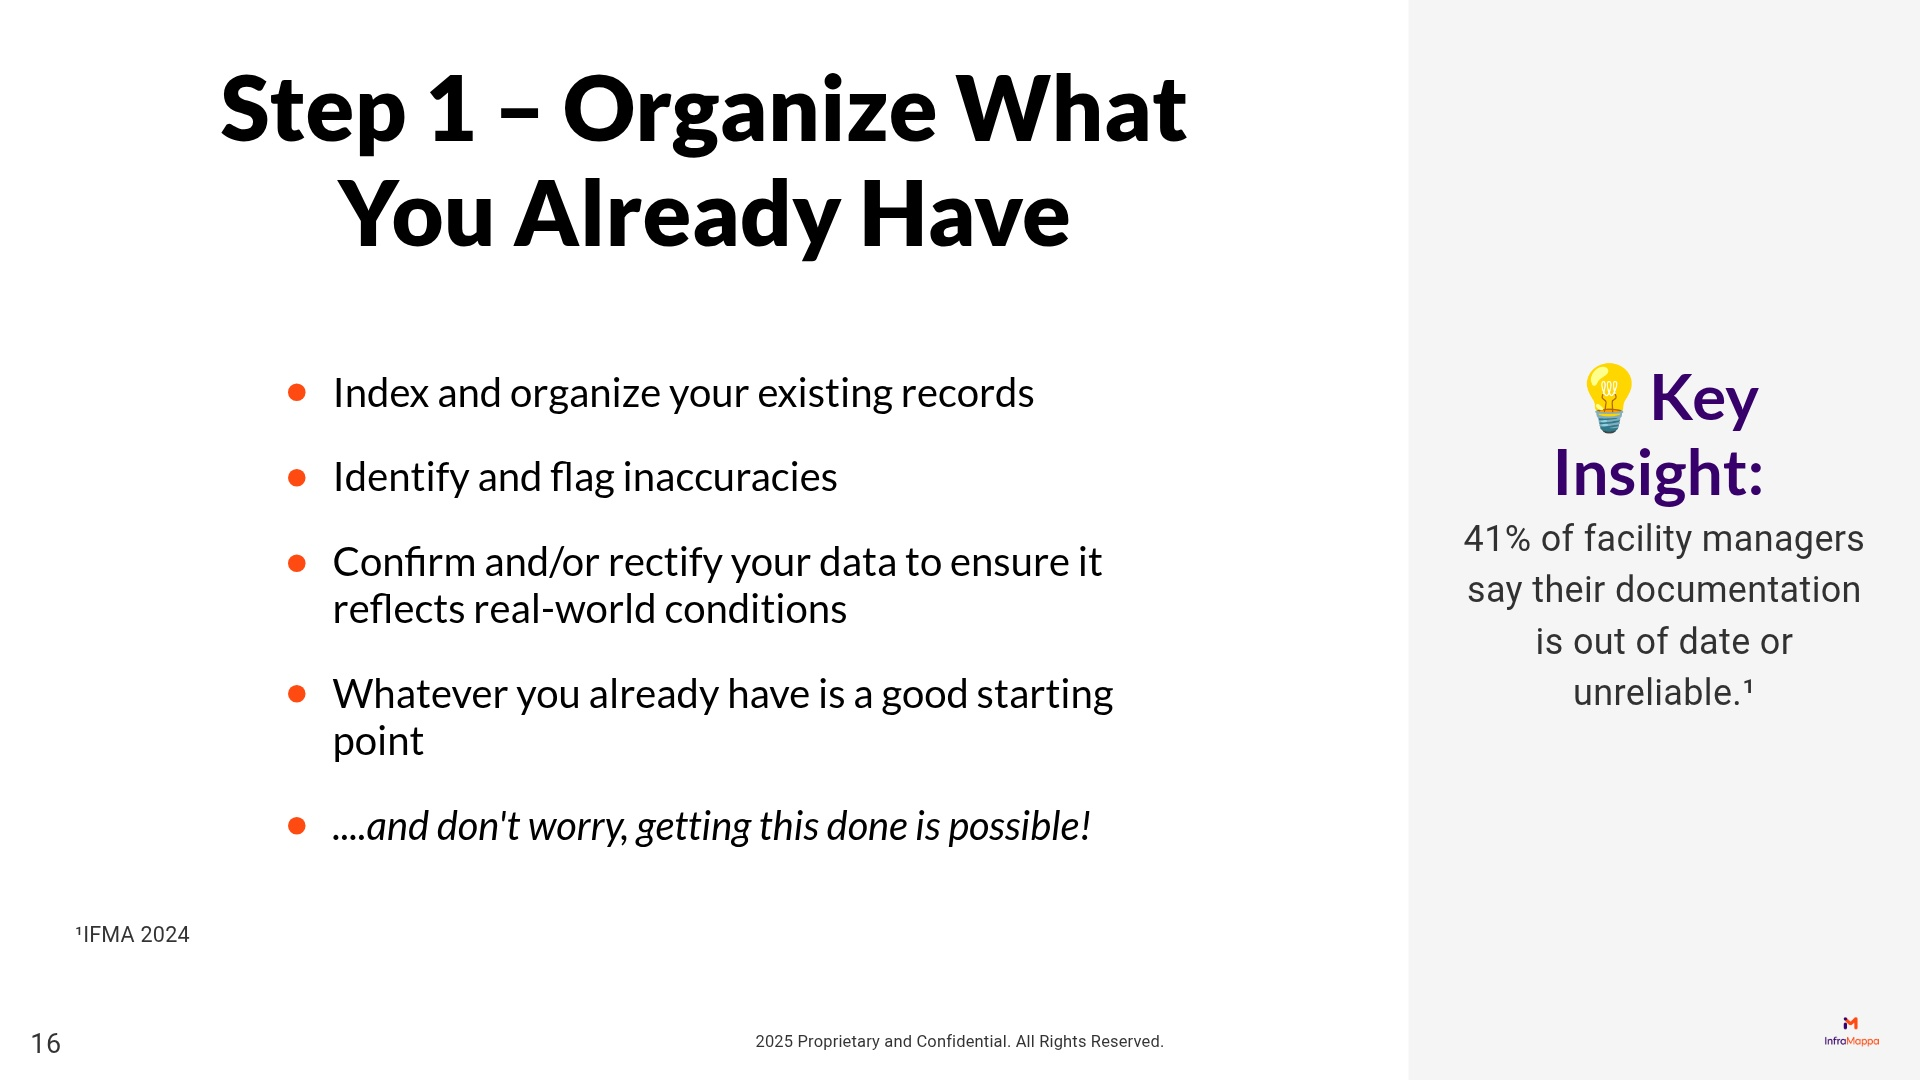 Step 1 – Organize What
You Already Have
Index and organize your existing records
Identify and flag inaccuracies
Confirm and/or rectify your data to ensure it
reflects real-world conditions
Whatever you already have is a good starting
point
....and don't worry, getting this done is possible!
💡Key
Insight:
41% of facility managers
say their documentation
is out of date or
unreliable.¹
¹IFMA 2024
16
2025 Proprietary and Confidential. All Rights Reserved.
InfraMappa